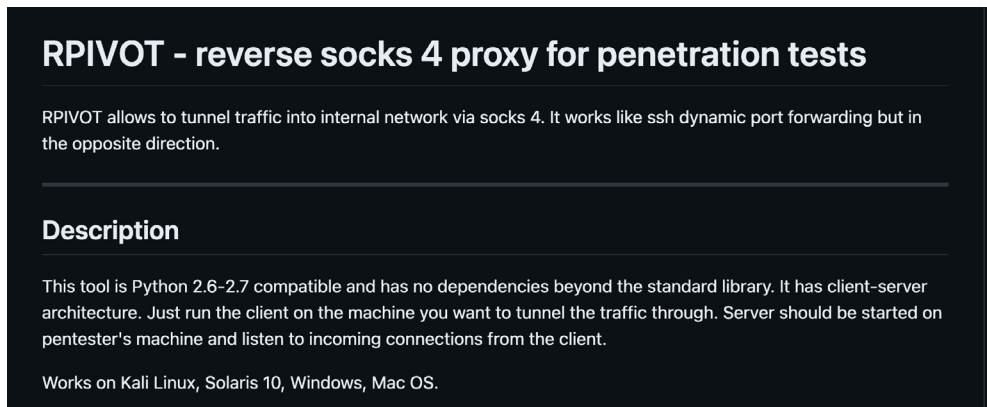 RPIVOT - reverse socks 4 proxy for penetration tests
RPIVOT allows to tunnel traffic into internal network via socks 4. It works like ssh dynamic port forwarding but in
the opposite direction.
Description
This tool is Python 2.6-2.7 compatible and has no dependencies beyond the standard library. It has client-server
architecture. Just run the client on the machine you want to tunnel the traffic through. Server should be started on
pentester's machine and listen to incoming connections from the client.
Works on Kali Linux, Solaris 10, Windows, Mac OS.